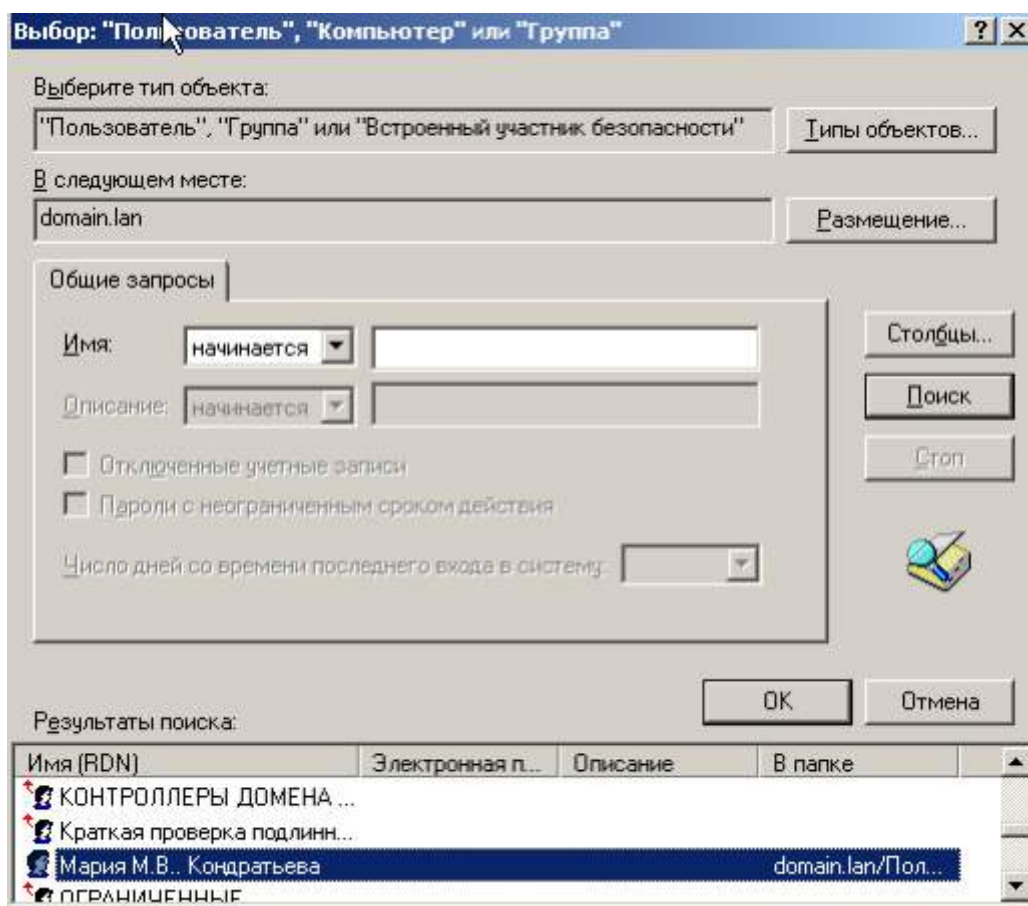 Выбор: "Пользователь", "Компьютер" или "Группа"
Выберите тип объекта:
"Пользователь", "Группа" или "Встроенный участник безопасности"
Типы объектов...
В следующем месте:
domain.lan
Размещение...
Общие запросы
Имя:
начинается
Столбцы...
Описание:
начинается
Поиск
Отключенные учетные записи
Стоп
Пароли с неограниченным сроком действия
Число дней со времени последнего входа в систему:
OK
Отмена
Результаты поиска:
Имя (RDN) Электронная п... Описание В папке
КОНТРОЛЛЕРЫ ДОМЕНА ...
Краткая проверка подлинн...
Мария М.В.. Кондратьева domain.lan/Пол...
ОГРАНИЧЕННЫЕ